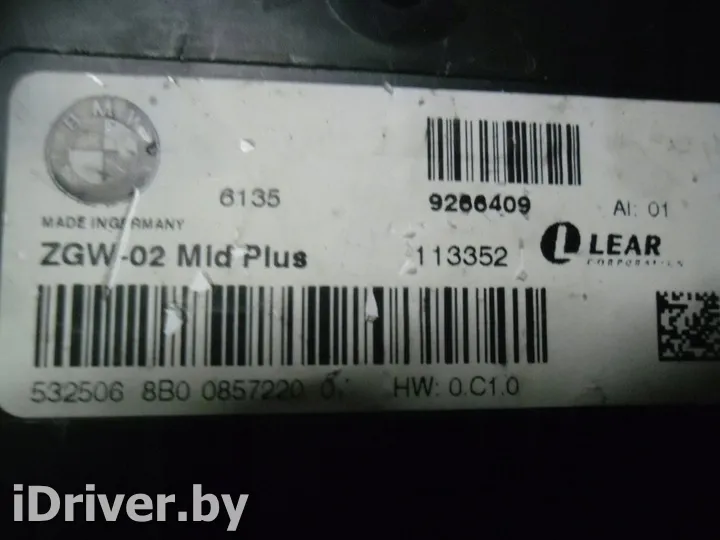 BMW
6135
9266409
AI: 01
MADE IN GERMANY
ZGW-02 Mid Plus
113352
LEAR
CORPORATION
532506 8B0 0857220 0.
HW: 0.C1.0
iDriver.by